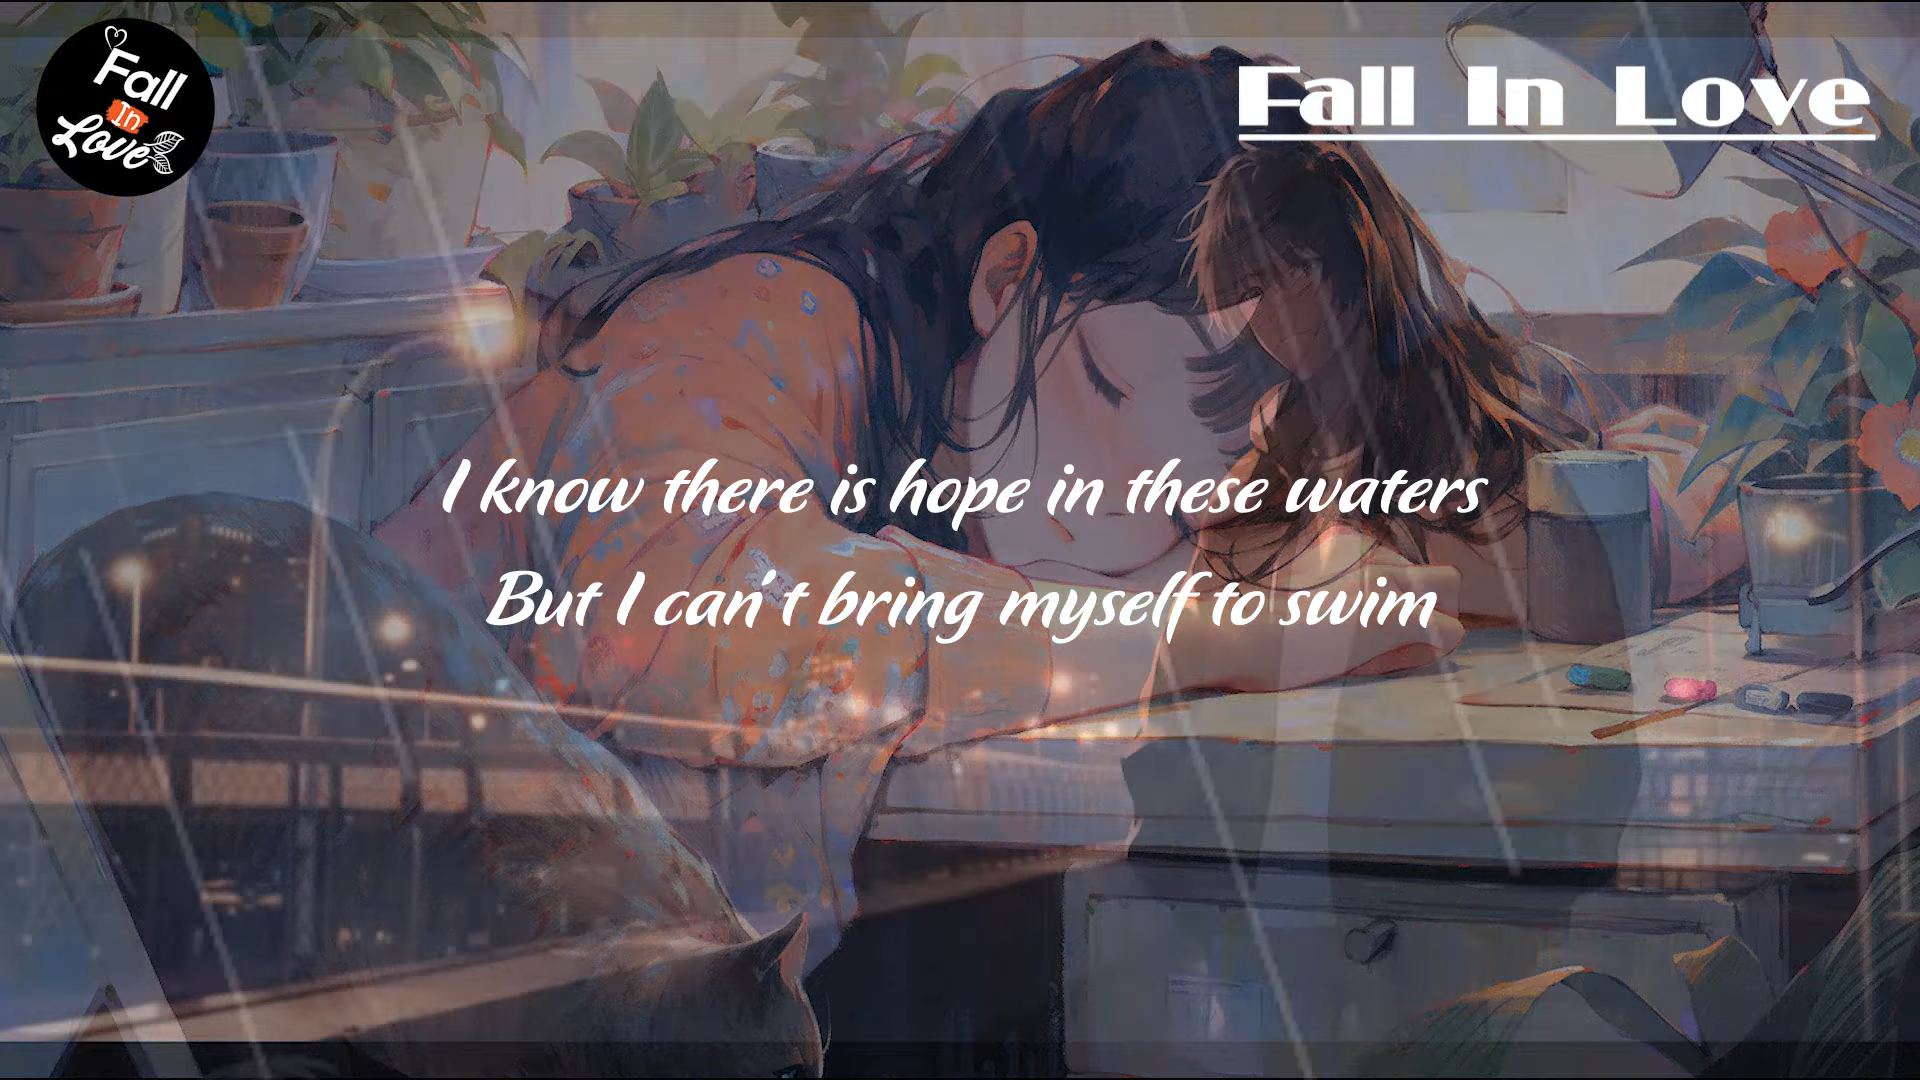 Fall
In
Love
Fall In Love
I know there is hope in these waters
But I can't bring myself to swim